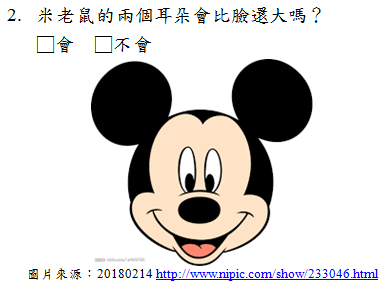 2. 米老鼠的兩個耳朵會比臉還大嗎？
□會 □不會
圖片來源：20180214 http://www.nipic.com/show/233046.html